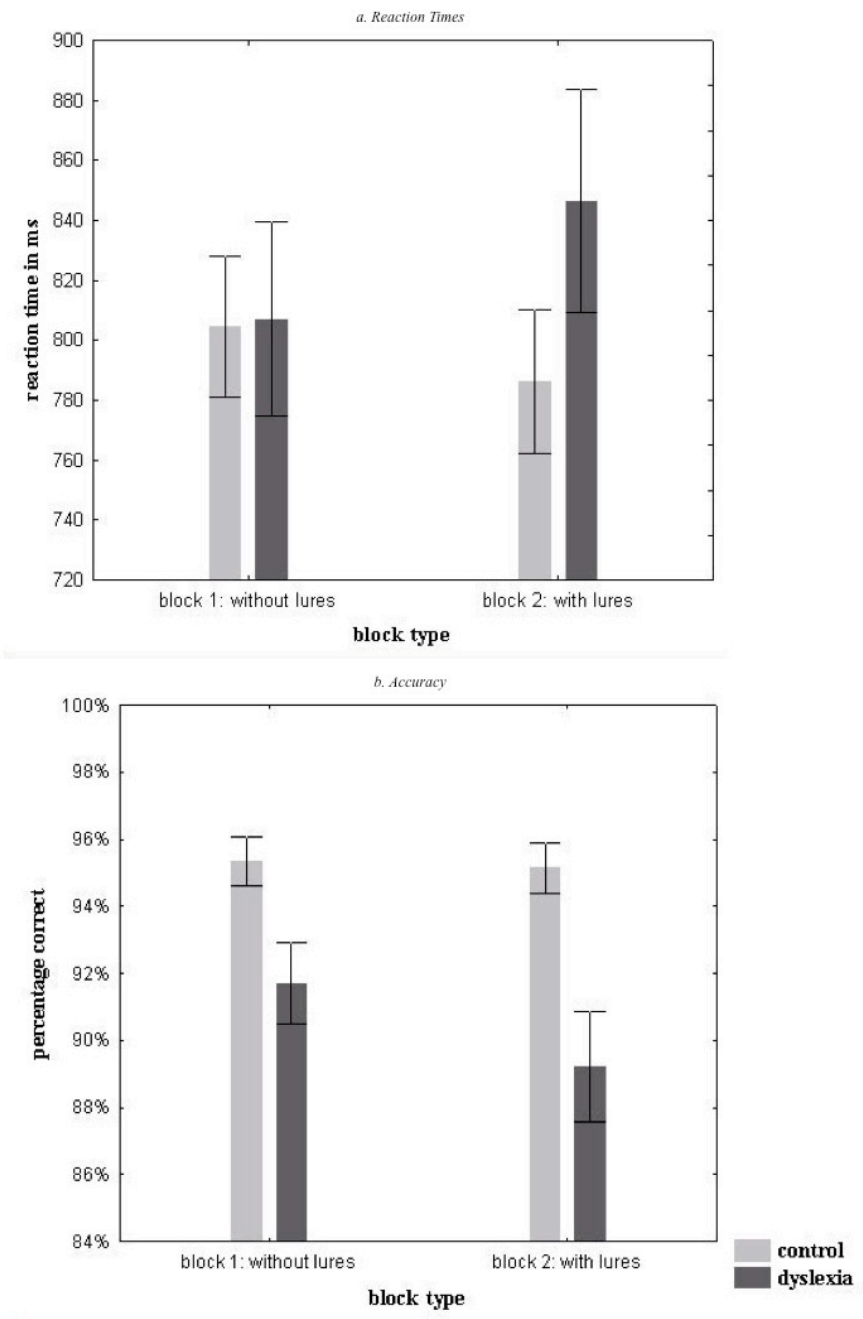 a. Reaction Times
900
880
860
840
820
800
780
760
740
720
reaction time in ms
block 1: without lures
block 2: with lures
block type
b. Accuracy
100%
98%
96%
94%
92%
90%
88%
86%
84%
percentage correct
block 1: without lures
block 2: with lures
block type
control
dyslexia